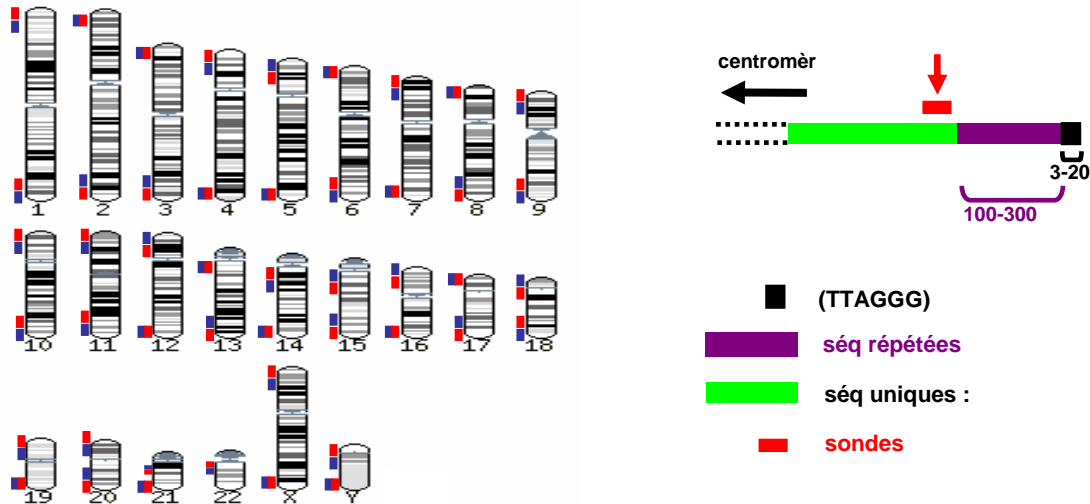 1 2 3 4 5 6 7 8 9
10 11 12 13 14 15 16 17 18
19 20 21 22 X Y
centromèr
3-20
100-300
(TTAGGG)
séq répétées
séq uniques :
sondes